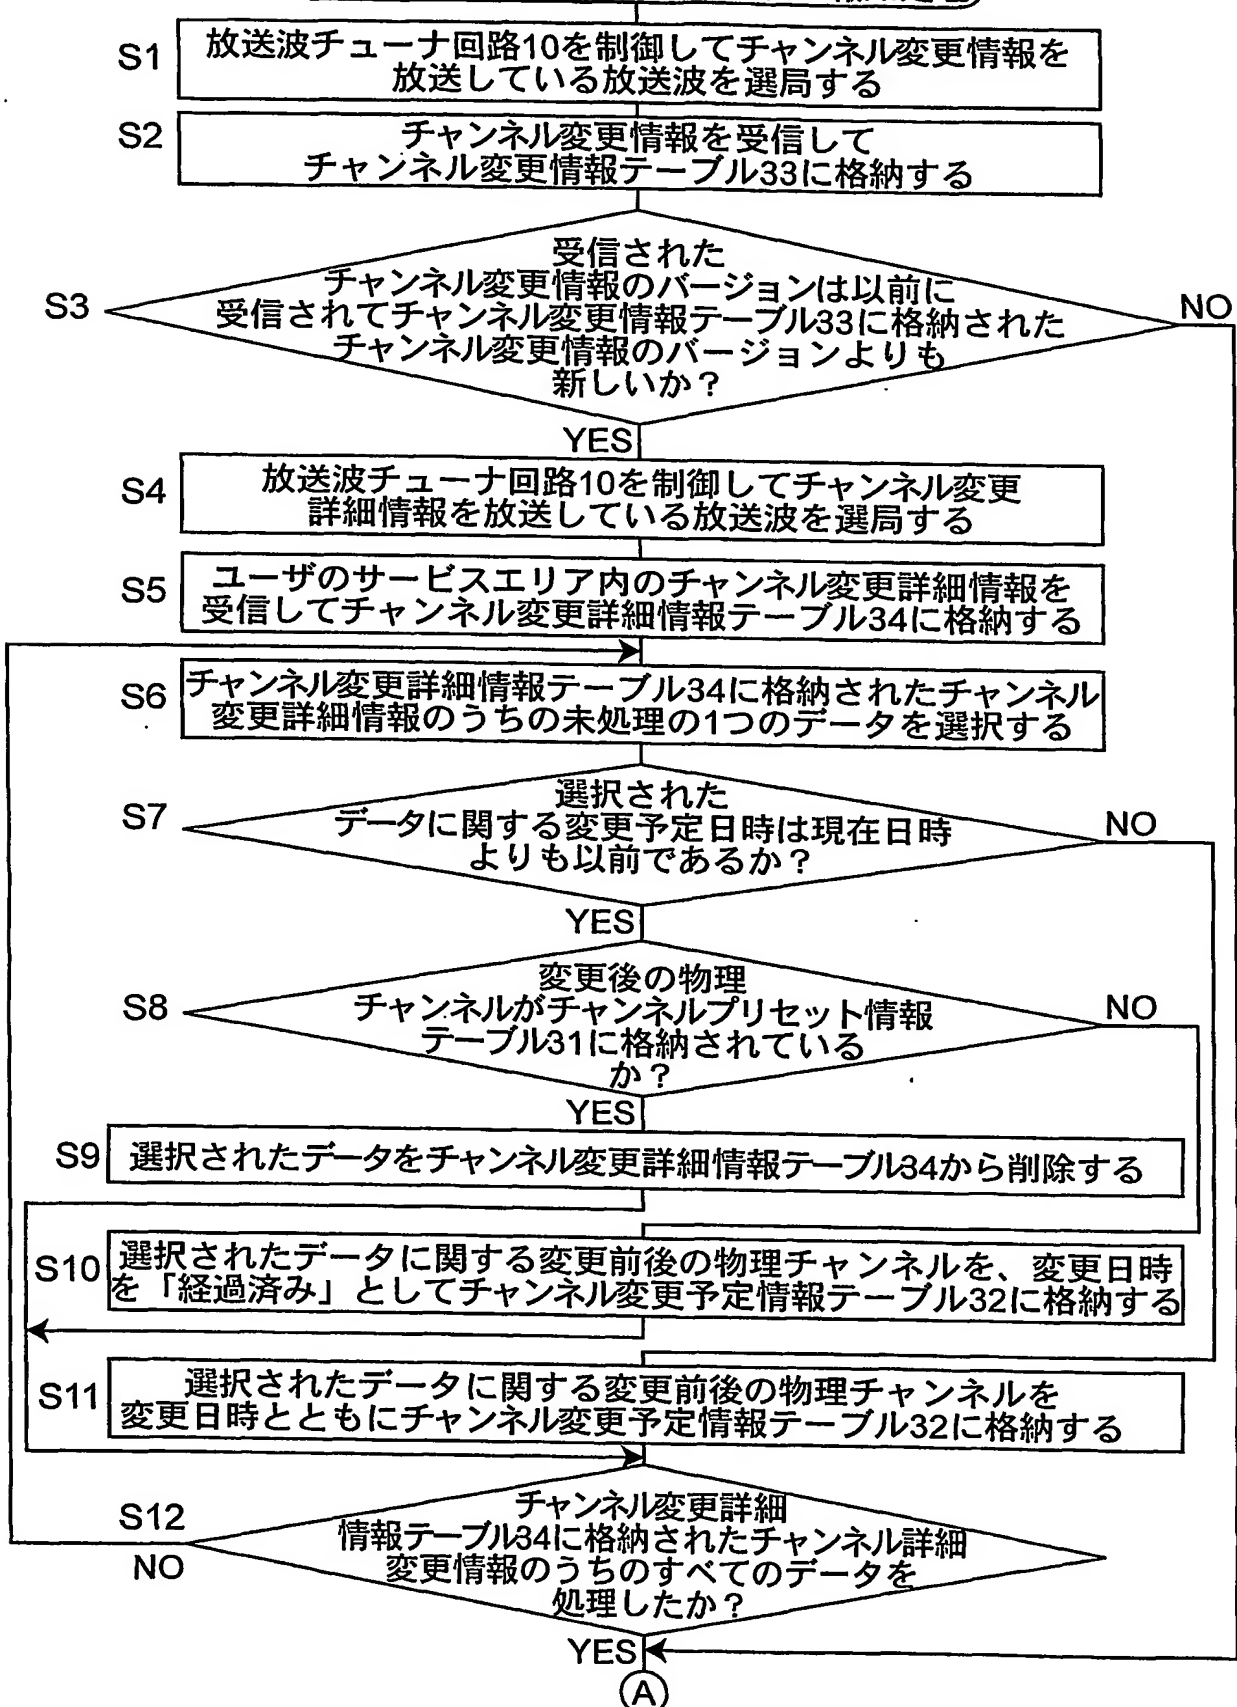 S1
放送波チューナ回路10を制御してチャンネル変更情報を
放送している放送波を選局する
S2
チャンネル変更情報を受信して
チャンネル変更情報テーブル33に格納する
S3
受信された
チャンネル変更情報のバージョンは以前に
受信されてチャンネル変更情報テーブル33に格納された
チャンネル変更情報のバージョンよりも
新しいか？
NO
YES
S4
放送波チューナ回路10を制御してチャンネル変更
詳細情報を放送している放送波を選局する
S5
ユーザのサービスエリア内のチャンネル変更詳細情報を
受信してチャンネル変更詳細情報テーブル34に格納する
S6
チャンネル変更詳細情報テーブル34に格納されたチャンネル
変更詳細情報のうちの未処理の1つのデータを選択する
S7
選択された
データに関する変更予定日時は現在日時
よりも以前であるか？
NO
YES
S8
変更後の物理
チャンネルがチャンネルプリセット情報
テーブル31に格納されている
か？
NO
YES
S9
選択されたデータをチャンネル変更詳細情報テーブル34から削除する
S10
選択されたデータに関する変更前後の物理チャンネルを、変更日時
を「経過済み」としてチャンネル変更予定情報テーブル32に格納する
S11
選択されたデータに関する変更前後の物理チャンネルを
変更日時とともにチャンネル変更予定情報テーブル32に格納する
S12
NO
チャンネル変更詳細
情報テーブル34に格納されたチャンネル詳細
変更情報のうちのすべてのデータを
処理したか？
YES
A